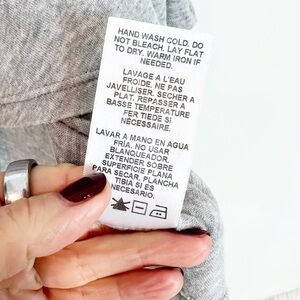 HAND WASH COLD. DO
NOT BLEACH. LAY FLAT
TO DRY. WARM IRON IF
NEEDED.
LAVAGE A L'EAU
FROIDE. NE PAS
JAVELLISER. SECHER A
PLAT. REPASSER A
BASSE TEMPERATURE
FER TIEDE SI
NÉCESSAIRE.
LAVAR A MANO EN AGUA
FRÍA. NO USAR
BLANQUEADOR.
EXTENDER SOBRE
SUPERFICIE PLANA
PARA SECAR. PLANCHA
TIBIA SI ES
NECESARIO.